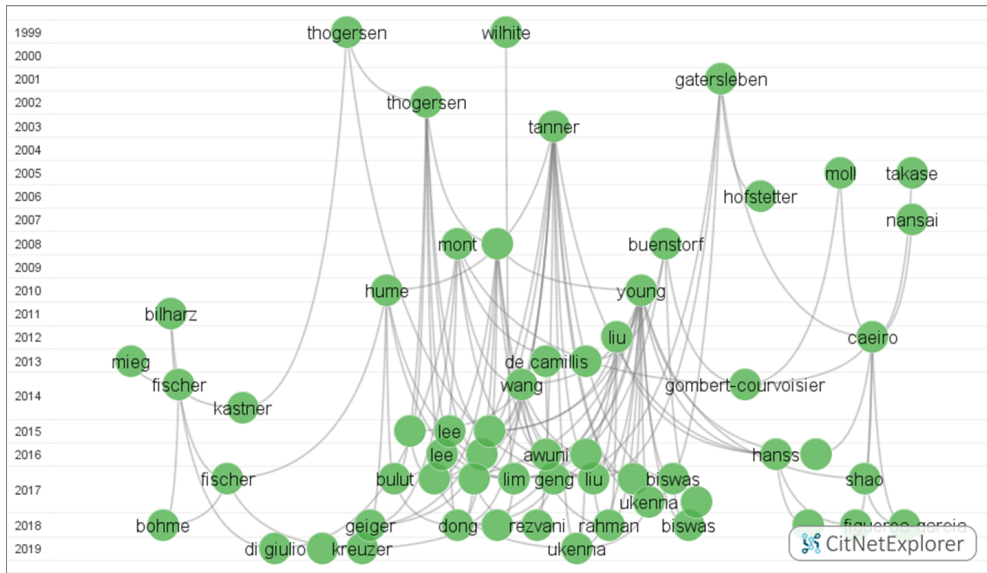 1999 thogersen wilhite
2000
2001 gatersleben
2002 thogersen
2003 tanner
2004
2005 moll takase
2006 hofstetter
2007 nansai
2008 mont buenstorf
2009
2010 hume young
2011 bilharz
2012 liu caeiro
2013 mieg de camillis
fischer wang gombert-courvoisier
2014 kastner
2015 lee
2016 lee awuni hanss
fischer bulut lim geng liu biswas shao
2017 ukenna
2018 bohme geiger dong rezvani rahman biswas figueroa-garcia
2019 di giulio kreuzer ukenna
CitNetExplorer